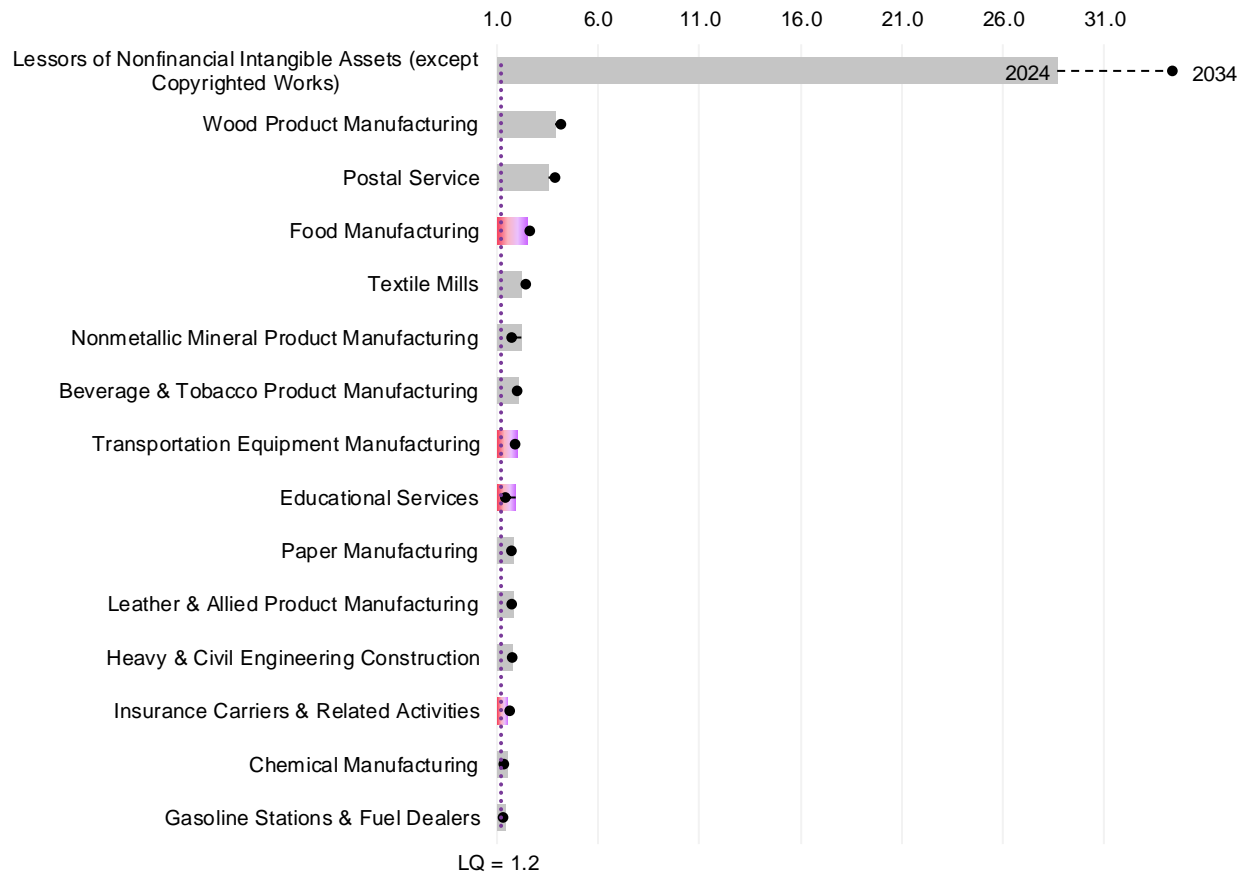 1.0 6.0 11.0 16.0 21.0 26.0 31.0
Lessors of Nonfinancial Intangible Assets (except
Copyrighted Works)
2024 2034
Wood Product Manufacturing
Postal Service
Food Manufacturing
Textile Mills
Nonmetallic Mineral Product Manufacturing
Beverage & Tobacco Product Manufacturing
Transportation Equipment Manufacturing
Educational Services
Paper Manufacturing
Leather & Allied Product Manufacturing
Heavy & Civil Engineering Construction
Insurance Carriers & Related Activities
Chemical Manufacturing
Gasoline Stations & Fuel Dealers
LQ = 1.2